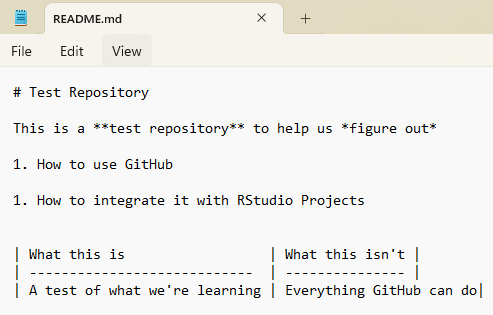 README.md
File Edit View
# Test Repository
This is a **test repository** to help us *figure out*
1. How to use GitHub
1. How to integrate it with RStudio Projects
| What this is                  | What this isn't |
| ----------------------------  | --------------- |
| A test of what we're learning | Everything GitHub can do|